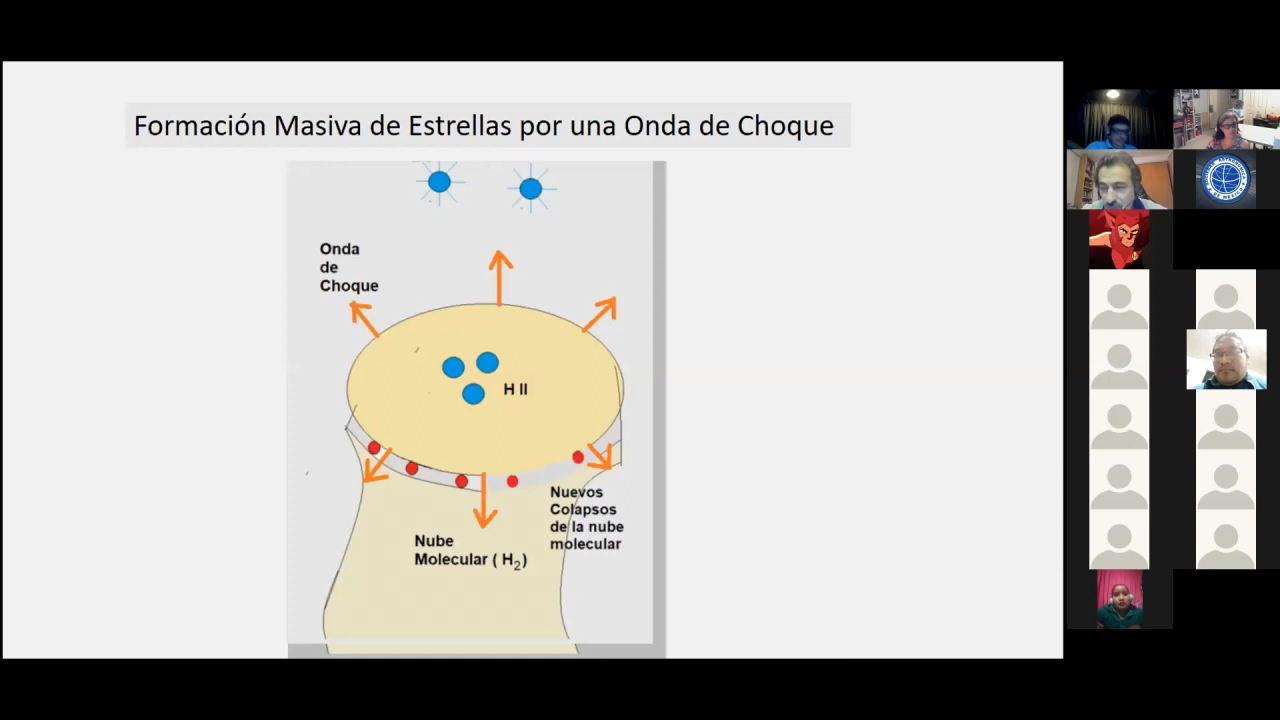 Formación Masiva de Estrellas por una Onda de Choque
Onda
de
Choque
H II
Nuevos
Colapsos
de la nube
molecular
Nube
Molecular ( H₂)